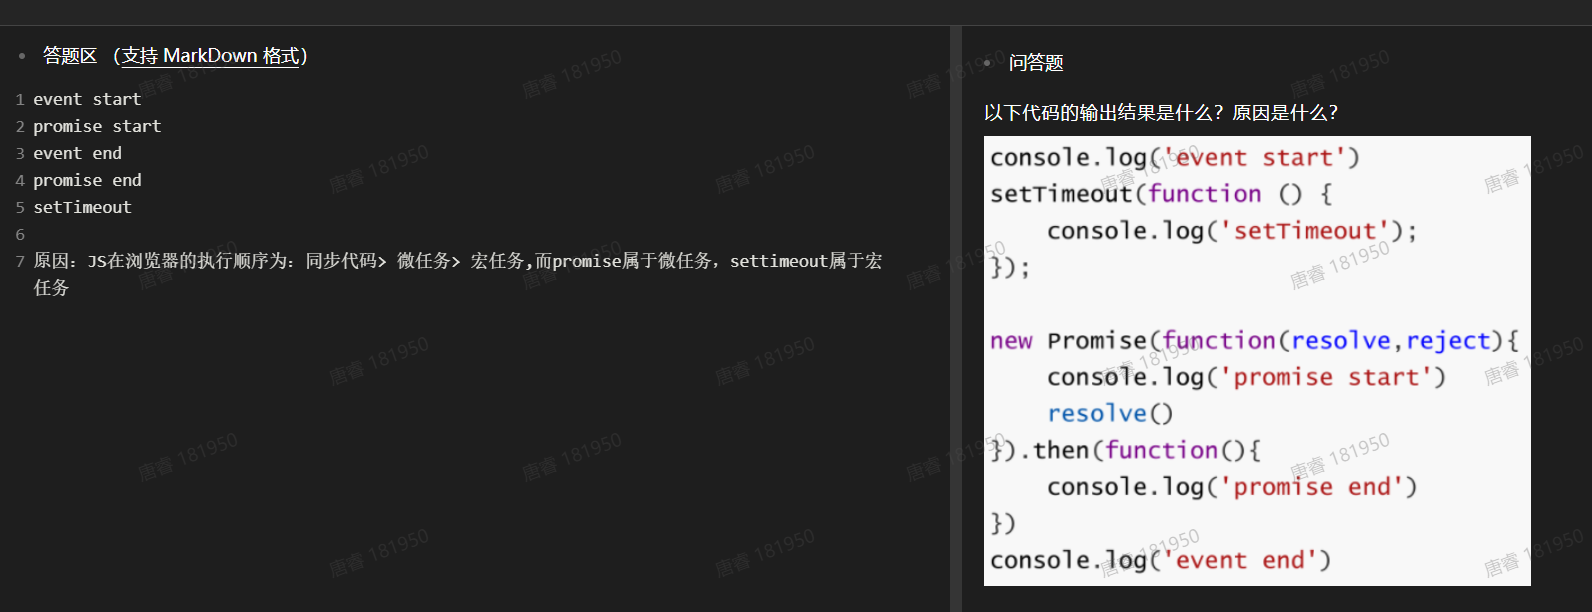 答题区 （支持 MarkDown 格式）
1 event start
2 promise start
3 event end
4 promise end
5 setTimeout
6
7 原因：JS在浏览器的执行顺序为：同步代码> 微任务> 宏任务,而promise属于微任务，settimeout属于宏
任务
问答题
以下代码的输出结果是什么？原因是什么？
console.log('event start')
setTimeout(function () {
    console.log('setTimeout');
});
new Promise(function(resolve,reject){
    console.log('promise start')
    resolve()
}).then(function(){
    console.log('promise end')
})
console.log('event end')
唐睿 181950